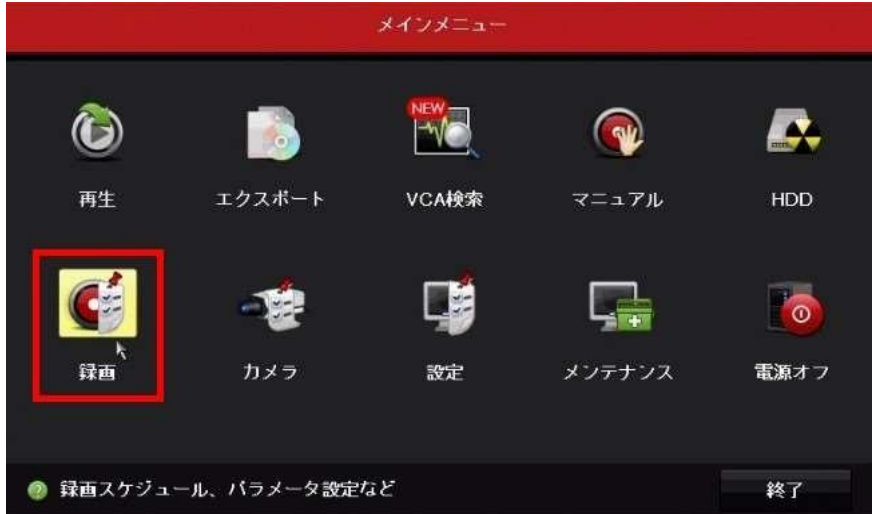 メインメニュー
NEW
再生 エクスポート VCA検索 マニュアル HDD
録画 カメラ 設定 メンテナンス 電源オフ
録画スケジュール、パラメータ設定など 終了